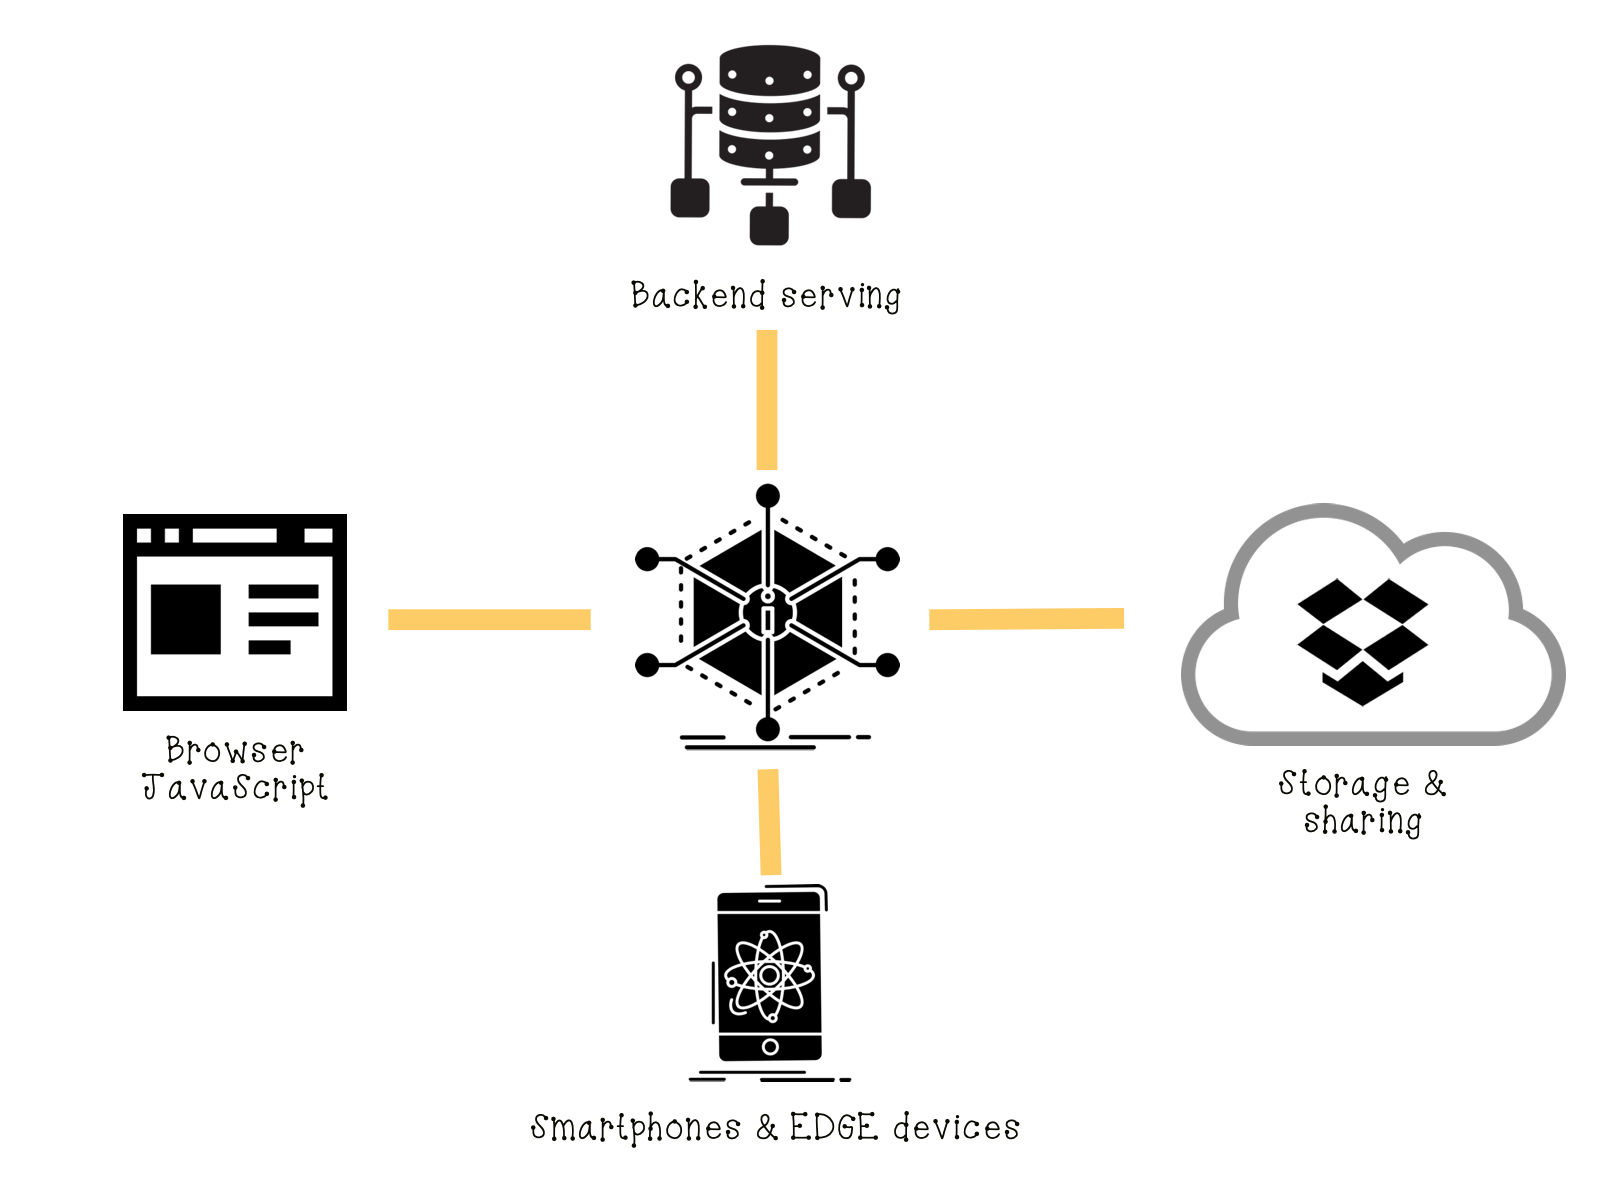 Backend serving
Browser
JavaScript
Storage &
sharing
Smartphones & EDGE devices